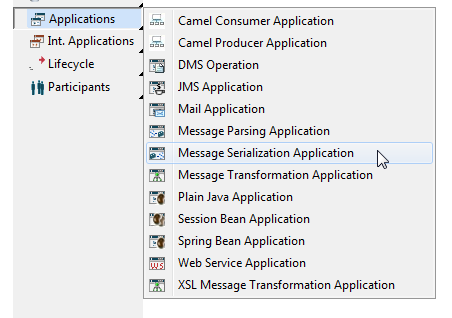 Applications
Int. Applications
Lifecycle
Participants
Camel Consumer Application
Camel Producer Application
DMS Operation
JMS Application
Mail Application
Message Parsing Application
Message Serialization Application
Message Transformation Application
Plain Java Application
Session Bean Application
Spring Bean Application
Web Service Application
XSL Message Transformation Application